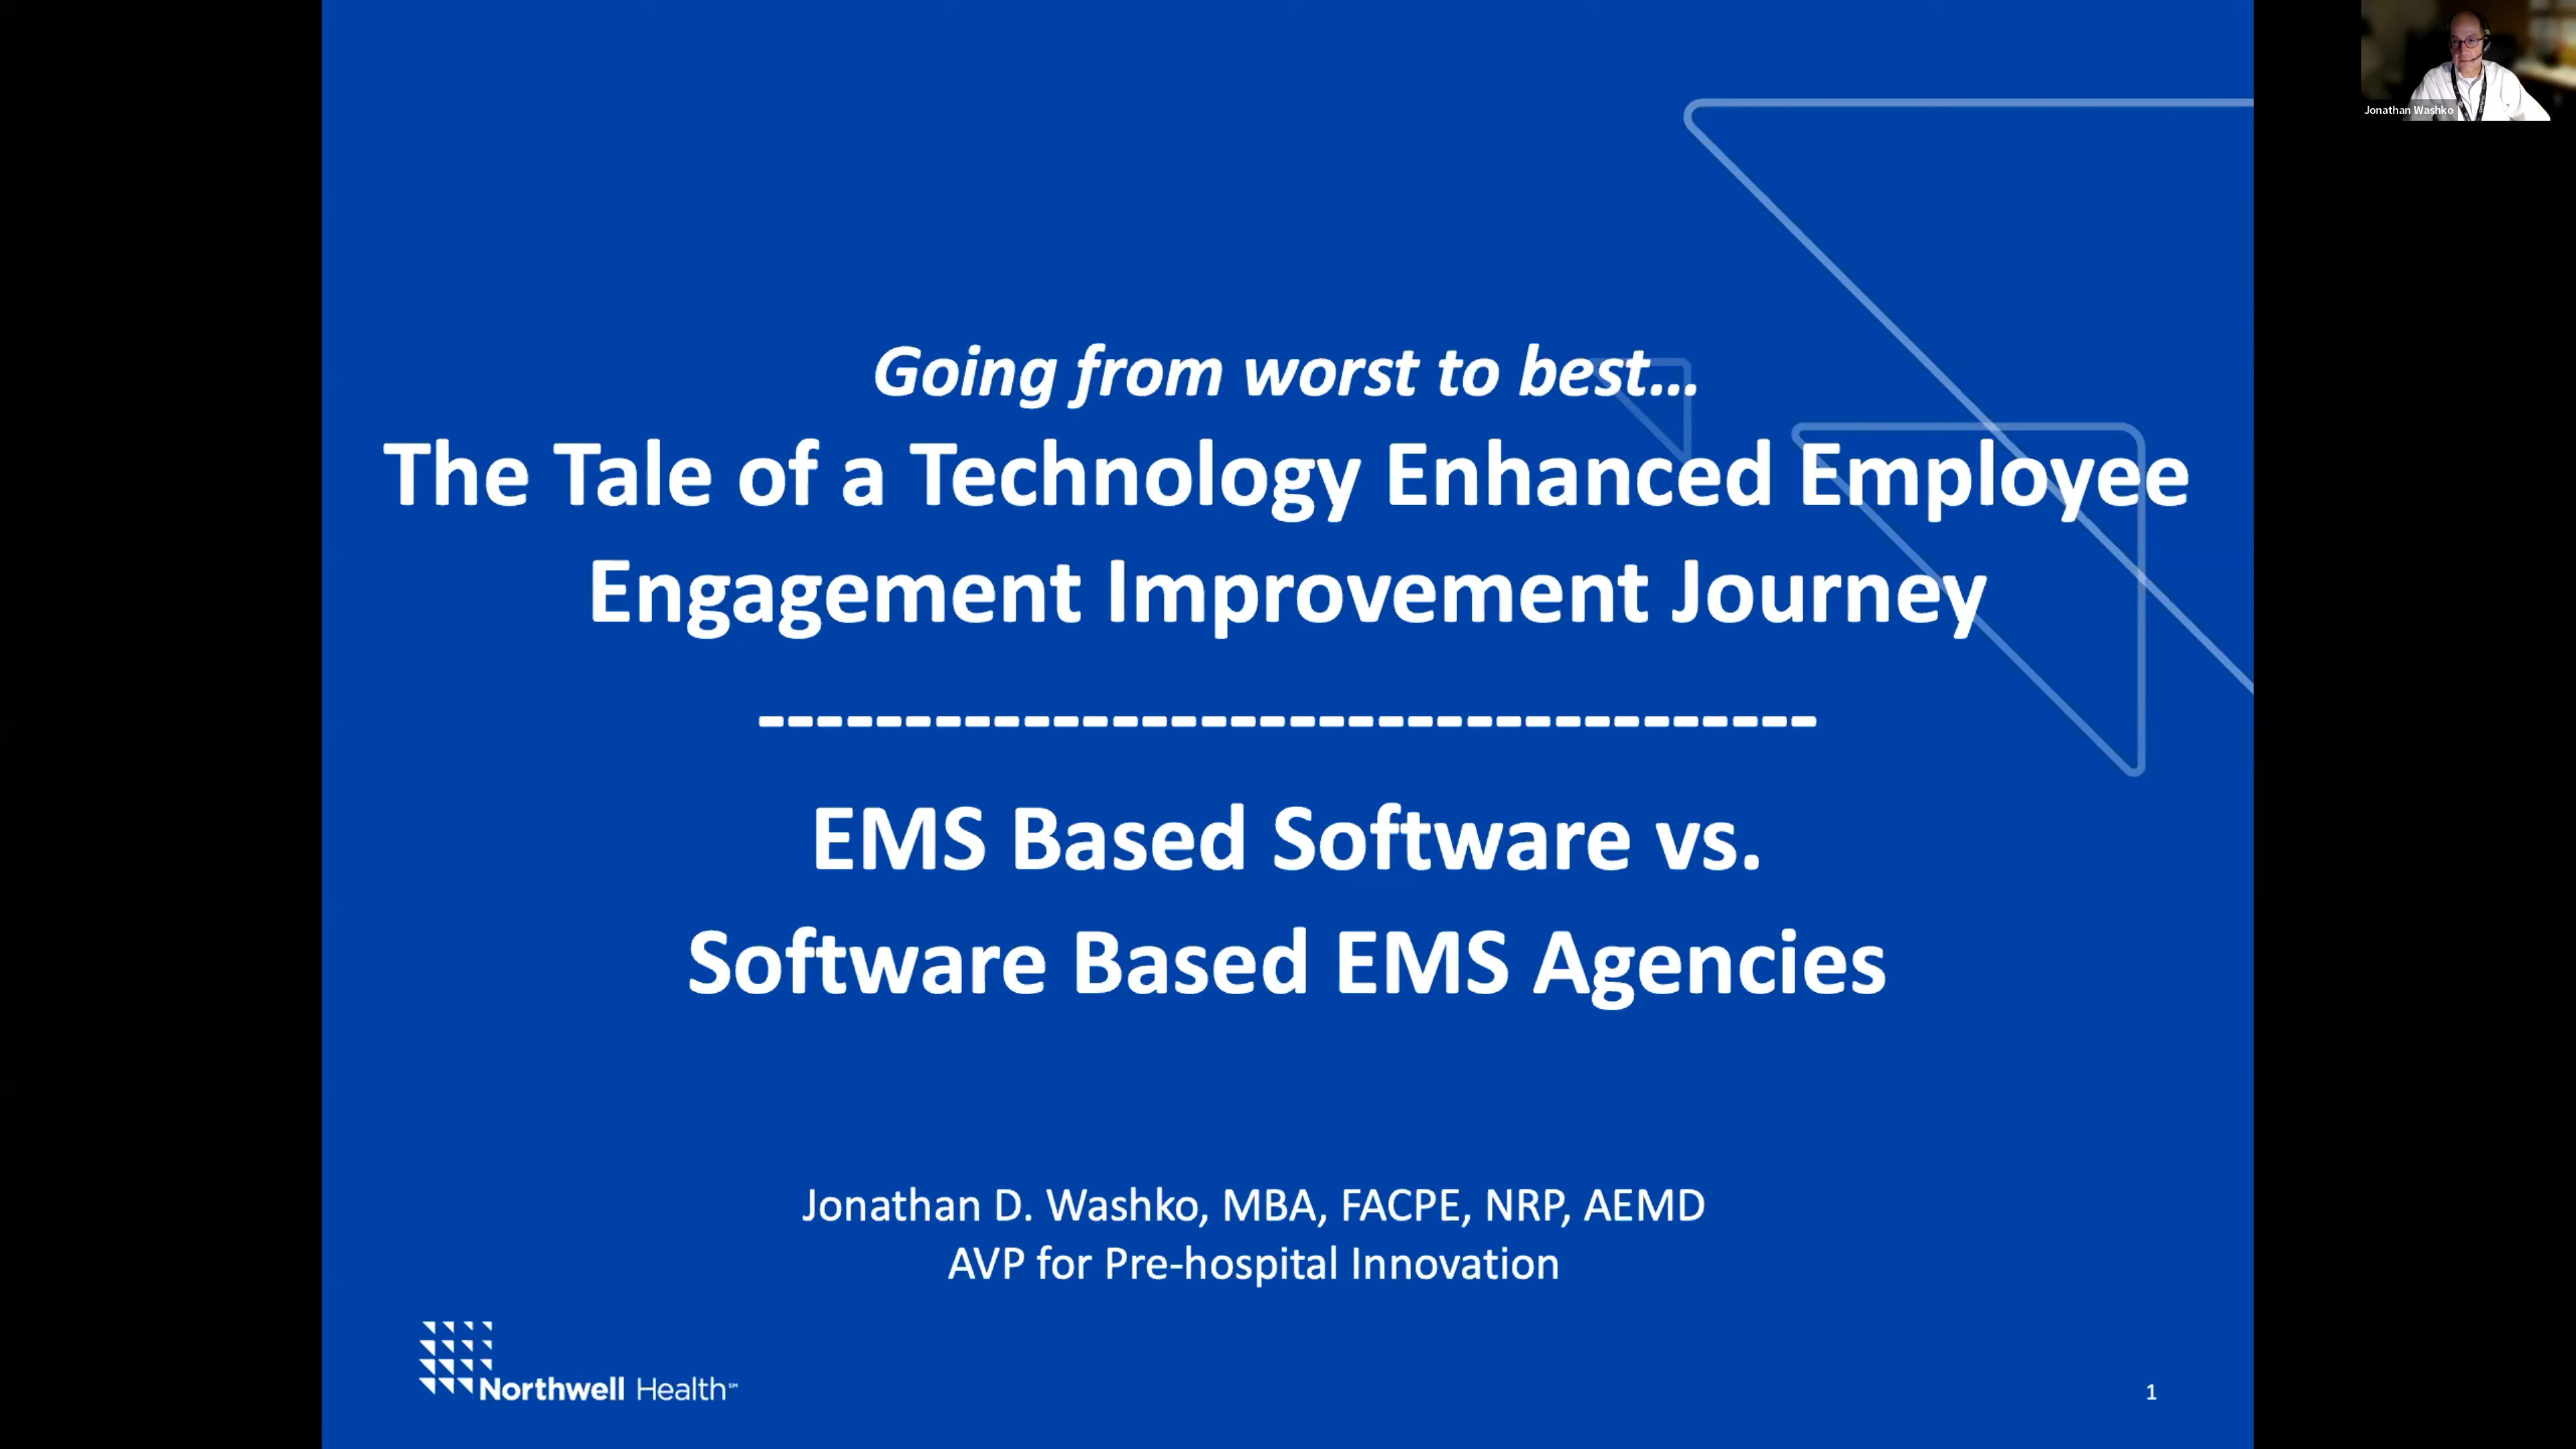 Jonathan Washko
Going from worst to best...
The Tale of a Technology Enhanced Employee
Engagement Improvement Journey
------------------------------------
EMS Based Software vs.
Software Based EMS Agencies
Jonathan D. Washko, MBA, FACPE, NRP, AEMD
AVP for Pre-hospital Innovation
Northwell Health℠
1